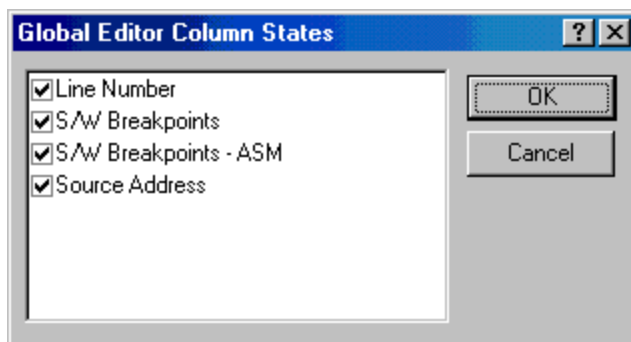 Global Editor Column States
Line Number
S/W Breakpoints
S/W Breakpoints - ASM
Source Address
OK
Cancel